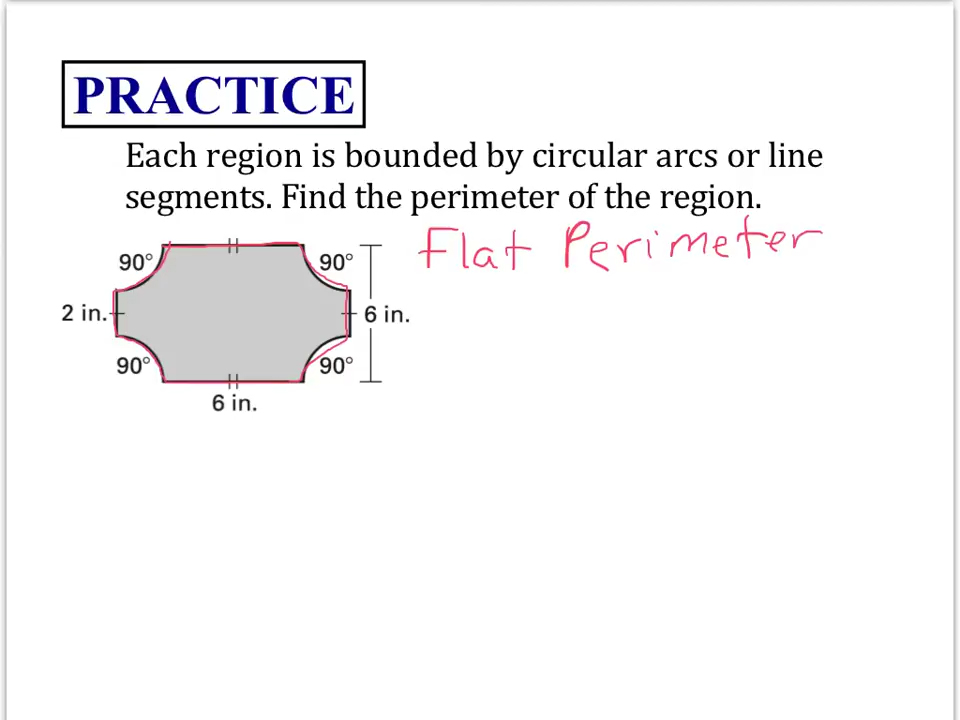 PRACTICE
Each region is bounded by circular arcs or line
segments. Find the perimeter of the region.
Flat Perimeter
90° 90°
2 in. 6 in.
90° 90°
6 in.